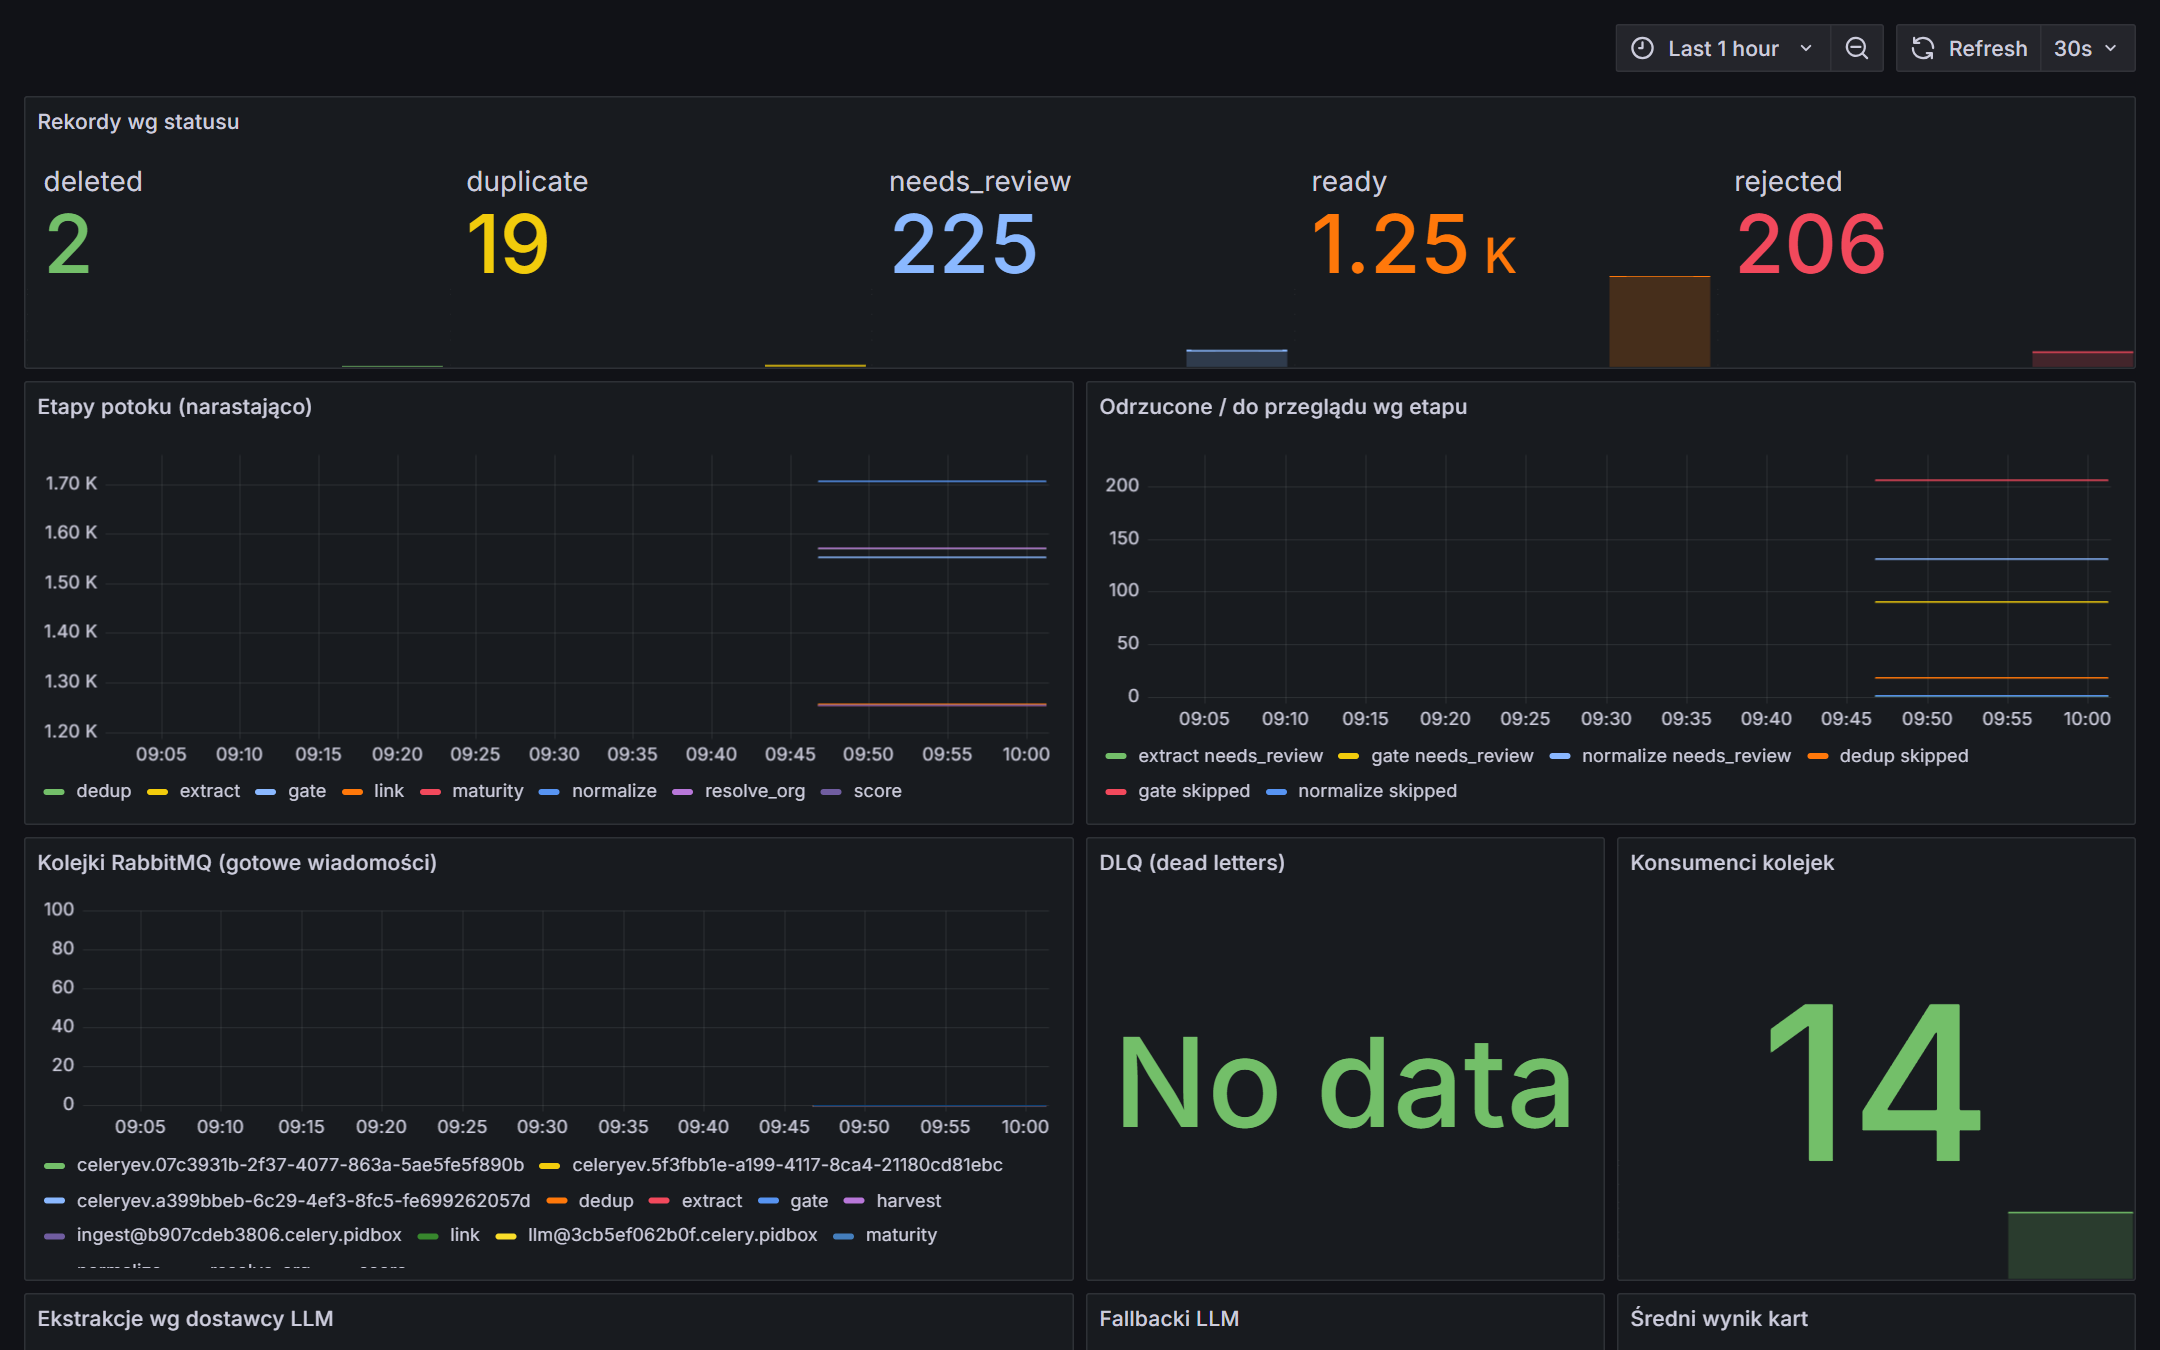 Last 1 hour
Refresh
30s
Rekordy wg statusu
deleted
2
duplicate
19
needs_review
225
ready
1.25 K
rejected
206
Etapy potoku (narastająco)
1.70 K
1.60 K
1.50 K
1.40 K
1.30 K
1.20 K
09:05 09:10 09:15 09:20 09:25 09:30 09:35 09:40 09:45 09:50 09:55 10:00
dedup extract gate link maturity normalize resolve_org score
Odrzucone / do przeglądu wg etapu
200
150
100
50
0
09:05 09:10 09:15 09:20 09:25 09:30 09:35 09:40 09:45 09:50 09:55 10:00
extract needs_review gate needs_review normalize needs_review dedup skipped
gate skipped normalize skipped
Kolejki RabbitMQ (gotowe wiadomości)
100
80
60
40
20
0
09:05 09:10 09:15 09:20 09:25 09:30 09:35 09:40 09:45 09:50 09:55 10:00
celeryev.07c3931b-2f37-4077-863a-5ae5fe5f890b celeryev.5f3fbb1e-a199-4117-8ca4-21180cd81ebc
celeryev.a399bbeb-6c29-4ef3-8fc5-fe699262057d dedup extract gate harvest
ingest@b907cdeb3806.celery.pidbox link llm@3cb5ef062b0f.celery.pidbox maturity
DLQ (dead letters)
No data
Konsumenci kolejek
14
Ekstrakcje wg dostawcy LLM
Fallbacki LLM
Średni wynik kart